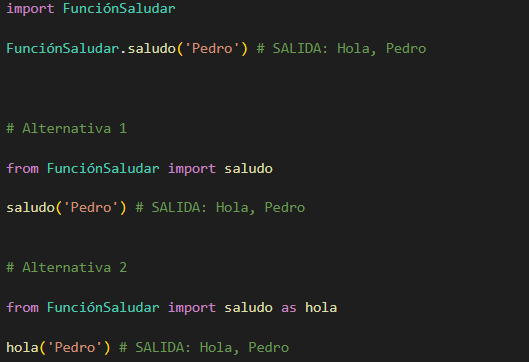 import FunciónSaludar
FunciónSaludar.saludo('Pedro') # SALIDA: Hola, Pedro
# Alternativa 1
from FunciónSaludar import saludo
saludo('Pedro') # SALIDA: Hola, Pedro
# Alternativa 2
from FunciónSaludar import saludo as hola
hola('Pedro') # SALIDA: Hola, Pedro